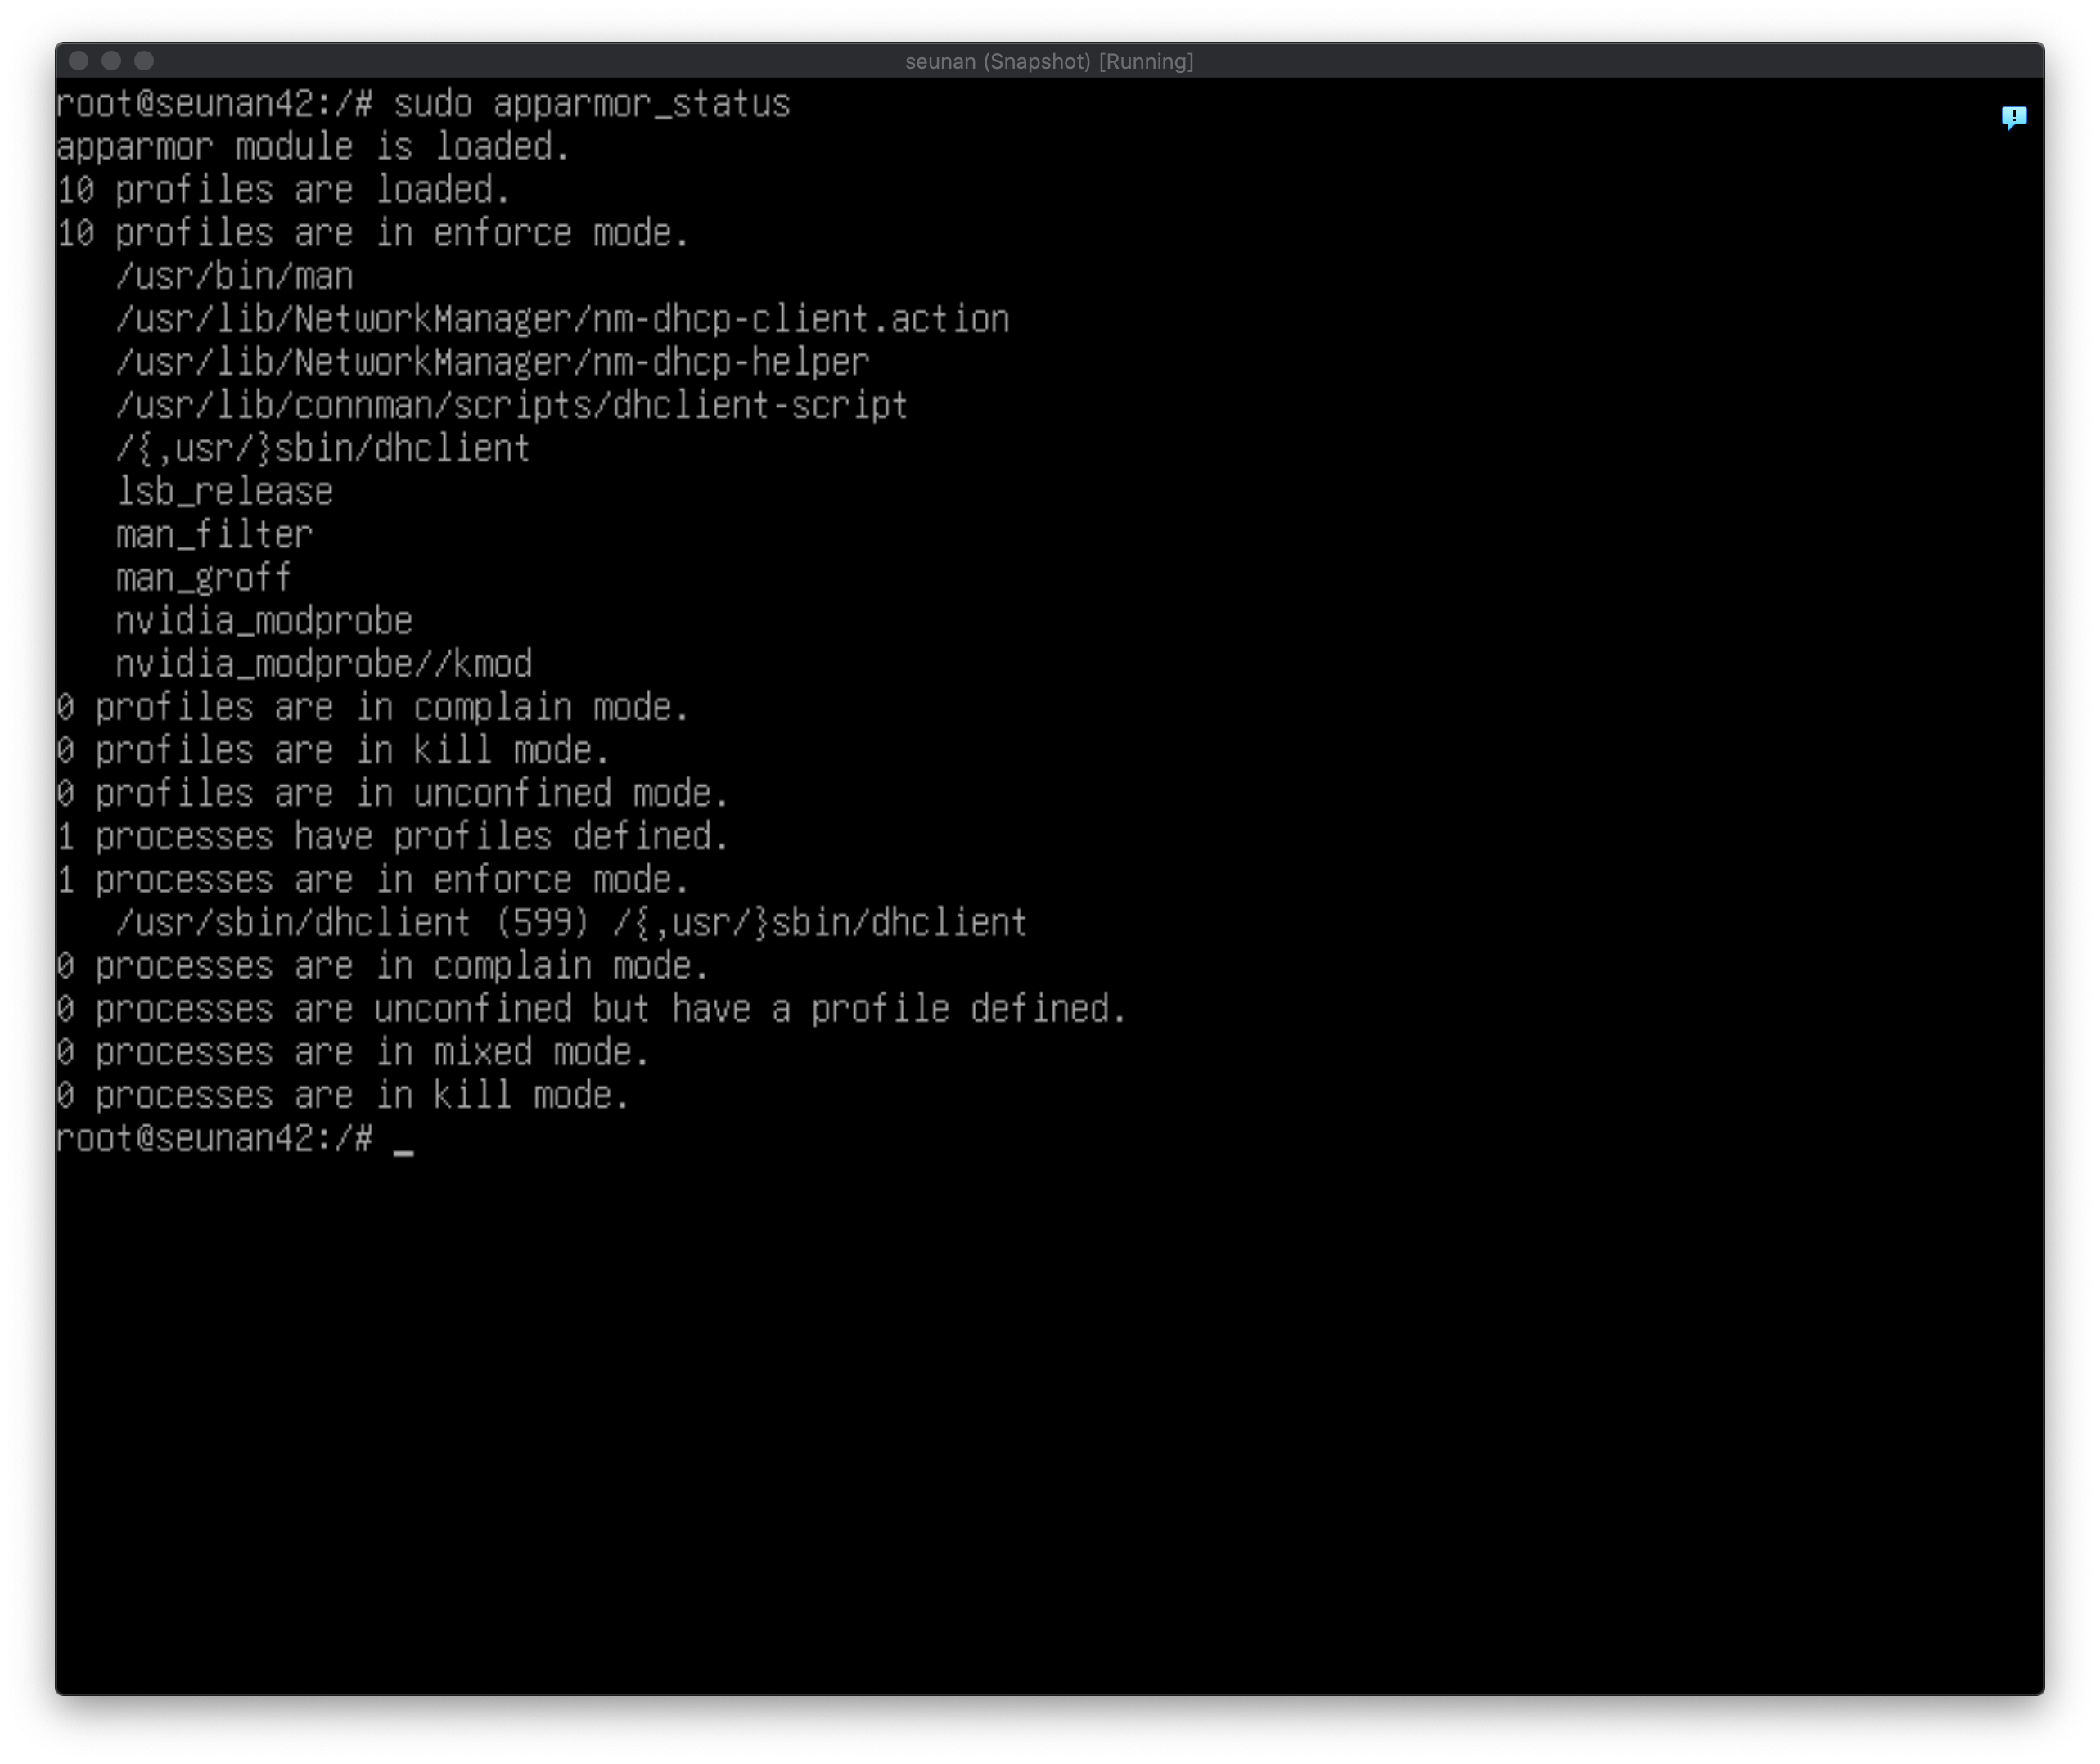 seunan (Snapshot) [Running]
root@seunan42:/# sudo apparmor_status
apparmor module is loaded.
10 profiles are loaded.
10 profiles are in enforce mode.
   /usr/bin/man
   /usr/lib/NetworkManager/nm-dhcp-client.action
   /usr/lib/NetworkManager/nm-dhcp-helper
   /usr/lib/connman/scripts/dhclient-script
   /{,usr/}sbin/dhclient
   lsb_release
   man_filter
   man_groff
   nvidia_modprobe
   nvidia_modprobe//kmod
0 profiles are in complain mode.
0 profiles are in kill mode.
0 profiles are in unconfined mode.
1 processes have profiles defined.
1 processes are in enforce mode.
   /usr/sbin/dhclient (599) /{,usr/}sbin/dhclient
0 processes are in complain mode.
0 processes are unconfined but have a profile defined.
0 processes are in mixed mode.
0 processes are in kill mode.
root@seunan42:/# _